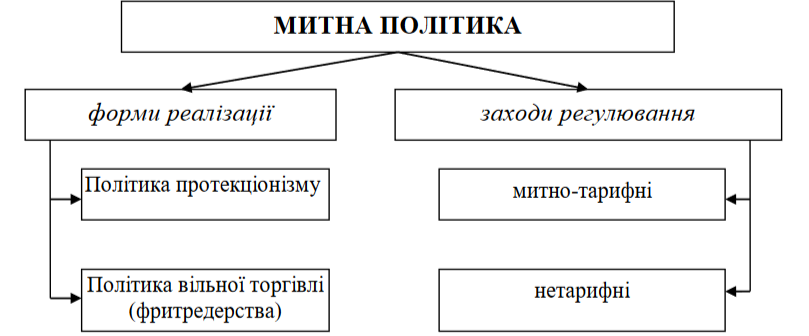 МИТНА ПОЛІТИКА
форми реалізації
заходи регулювання
Політика протекціонізму
митно-тарифні
Політика вільної торгівлі
(фритредерства)
нетарифні